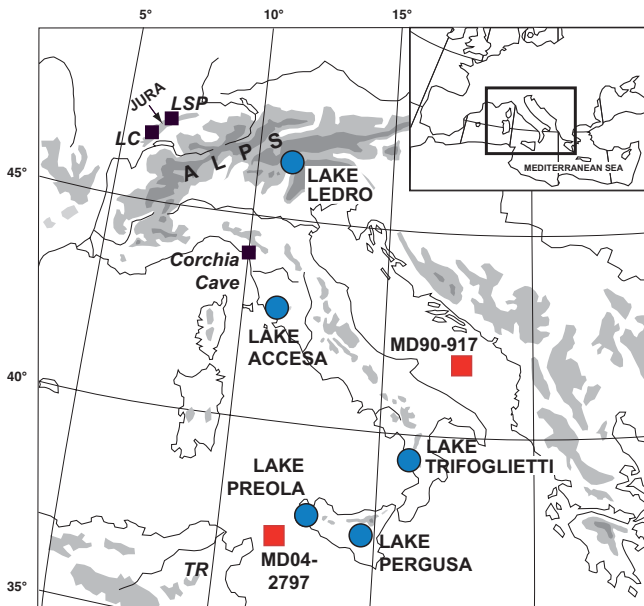 5°
10°
15°
JURA
LSP
LC
ALPS
45°
LAKE
LEDRO
MEDITERRANEAN SEA
Corchia
Cave
LAKE
ACCESA
MD90-917
40°
LAKE
TRIFOGLIETTI
LAKE
PREOLA
LAKE
PERGUSA
MD04-
2797
TR
35°